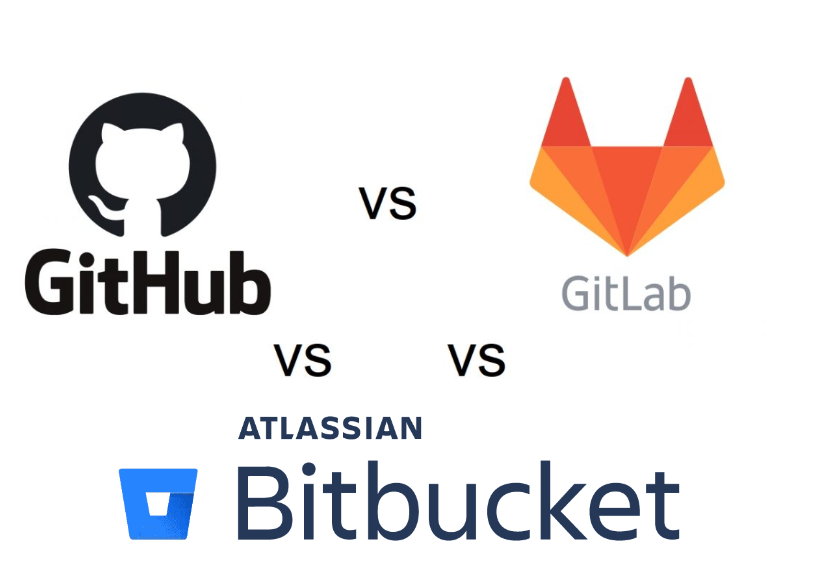 vs
GitHub
GitLab
vs
vs
ATLASSIAN
Bitbucket